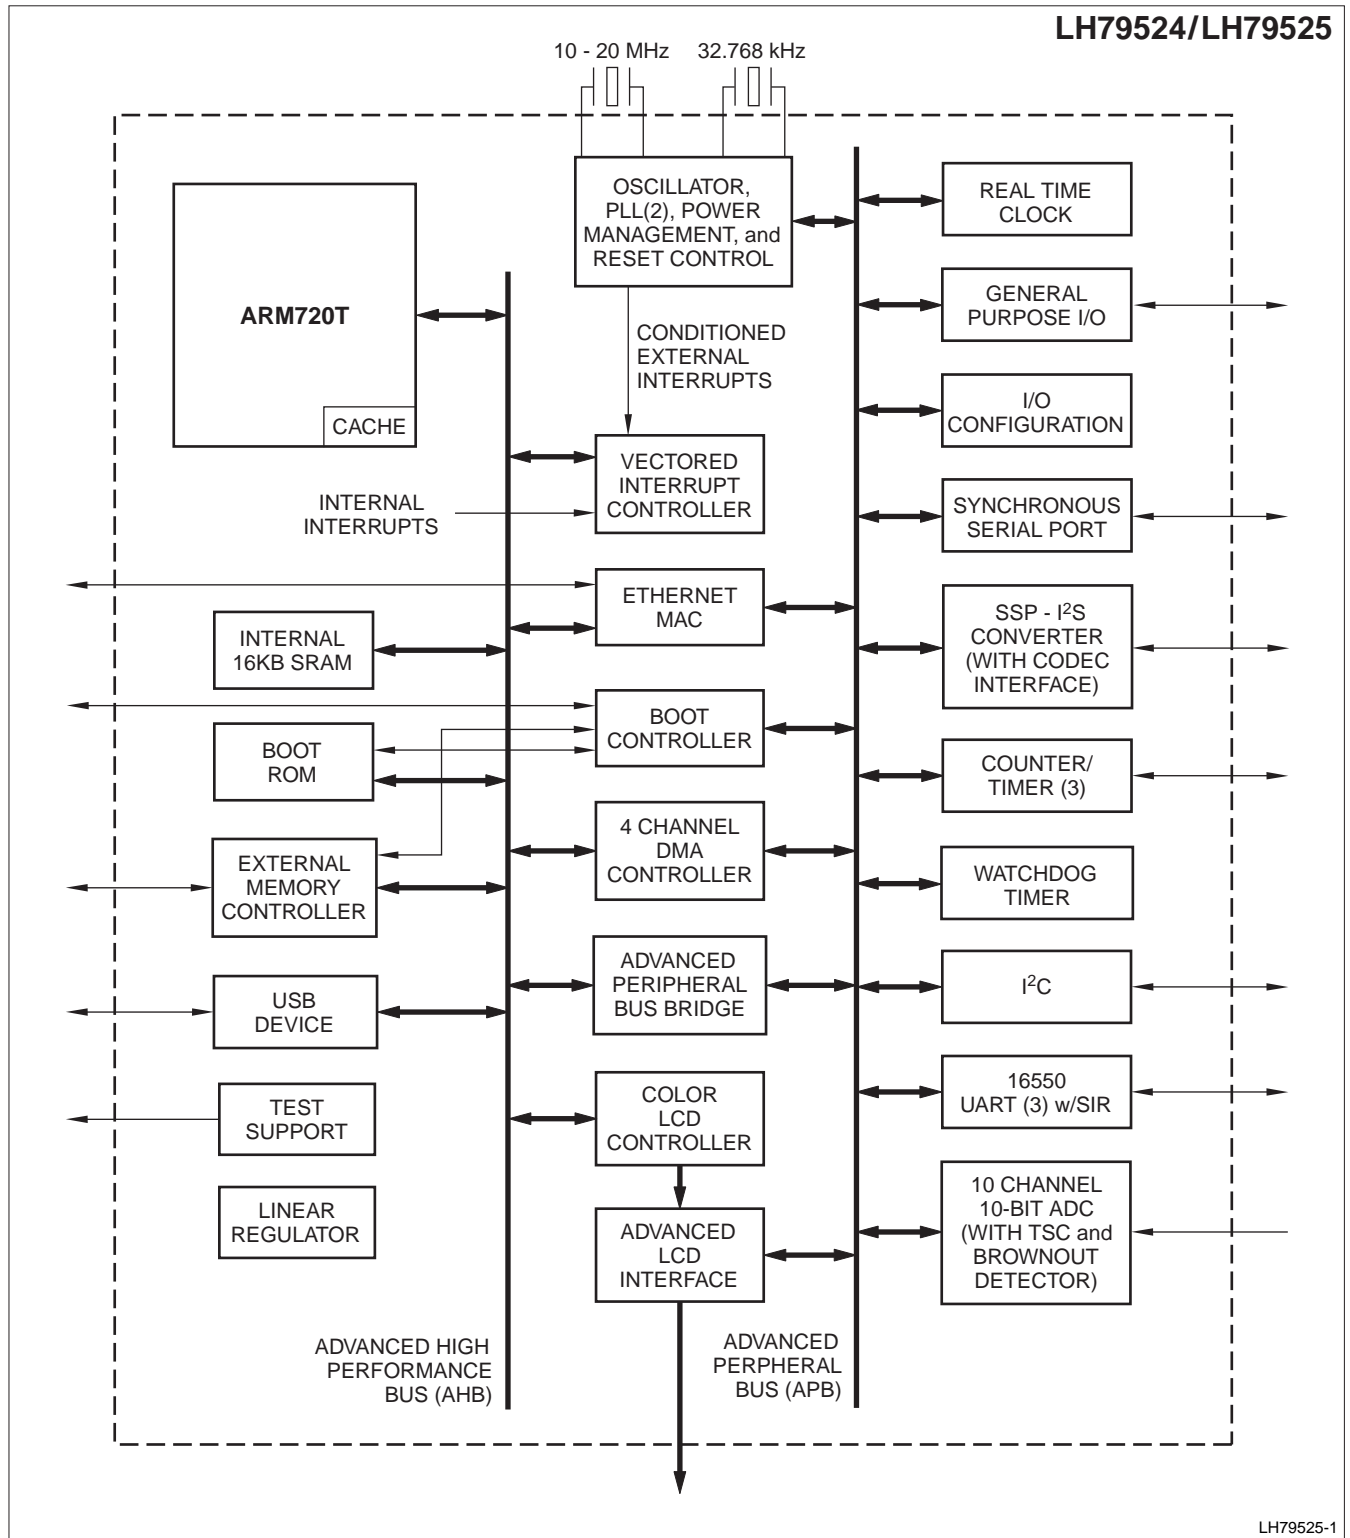 LH79524/LH79525
10 - 20 MHz
32.768 kHz
OSCILLATOR,
PLL(2), POWER
MANAGEMENT, and
RESET CONTROL
ARM720T
CACHE
CONDITIONED
EXTERNAL
INTERRUPTS
VECTORED
INTERRUPT
CONTROLLER
INTERNAL
INTERRUPTS
ETHERNET
MAC
INTERNAL
16KB SRAM
BOOT
CONTROLLER
BOOT
ROM
4 CHANNEL
DMA
CONTROLLER
EXTERNAL
MEMORY
CONTROLLER
ADVANCED
PERIPHERAL
BUS BRIDGE
USB
DEVICE
COLOR
LCD
CONTROLLER
TEST
SUPPORT
LINEAR
REGULATOR
ADVANCED
LCD
INTERFACE
ADVANCED HIGH
PERFORMANCE
BUS (AHB)
ADVANCED
PERPHERAL
BUS (APB)
REAL TIME
CLOCK
GENERAL
PURPOSE I/O
I/O
CONFIGURATION
SYNCHRONOUS
SERIAL PORT
SSP - I²S
CONVERTER
(WITH CODEC
INTERFACE)
COUNTER/
TIMER (3)
WATCHDOG
TIMER
I²C
16550
UART (3) w/SIR
10 CHANNEL
10-BIT ADC
(WITH TSC and
BROWNOUT
DETECTOR)
LH79525-1